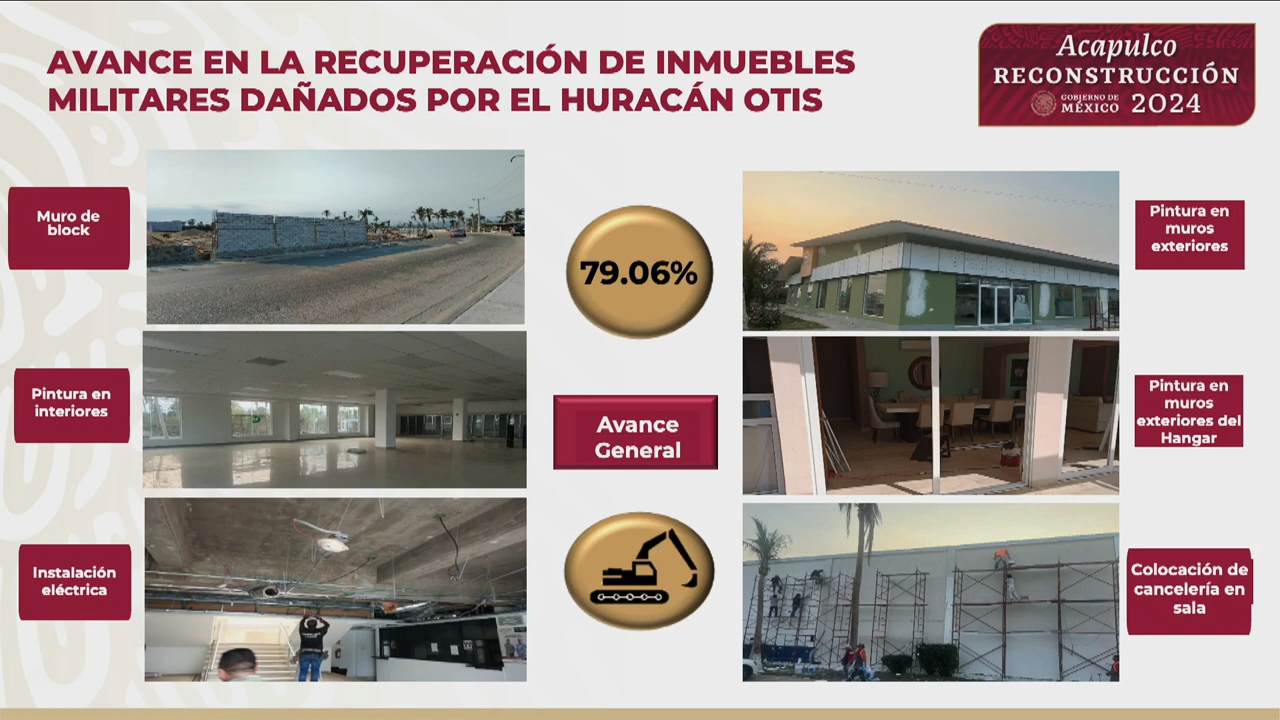 AVANCE EN LA RECUPERACIÓN DE INMUEBLES
MILITARES DAÑADOS POR EL HURACÁN OTIS
Acapulco
RECONSTRUCCIÓN
GOBIERNO DE
MÉXICO
2024
Muro de
block
Pintura en
interiores
Instalación
eléctrica
79.06%
Avance
General
Pintura en
muros
exteriores
Pintura en
muros
exteriores del
Hangar
Colocación de
cancelería en
sala